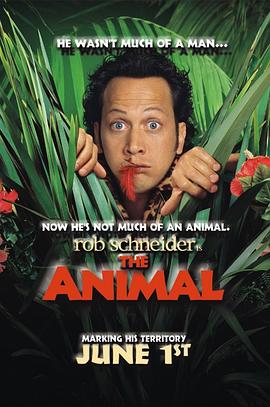 HE WASN'T MUCH OF A MAN...
NOW HE'S NOT MUCH OF AN ANIMAL.
rob schneider is
THE
ANIMAL
MARKING HIS TERRITORY
JUNE 1ST